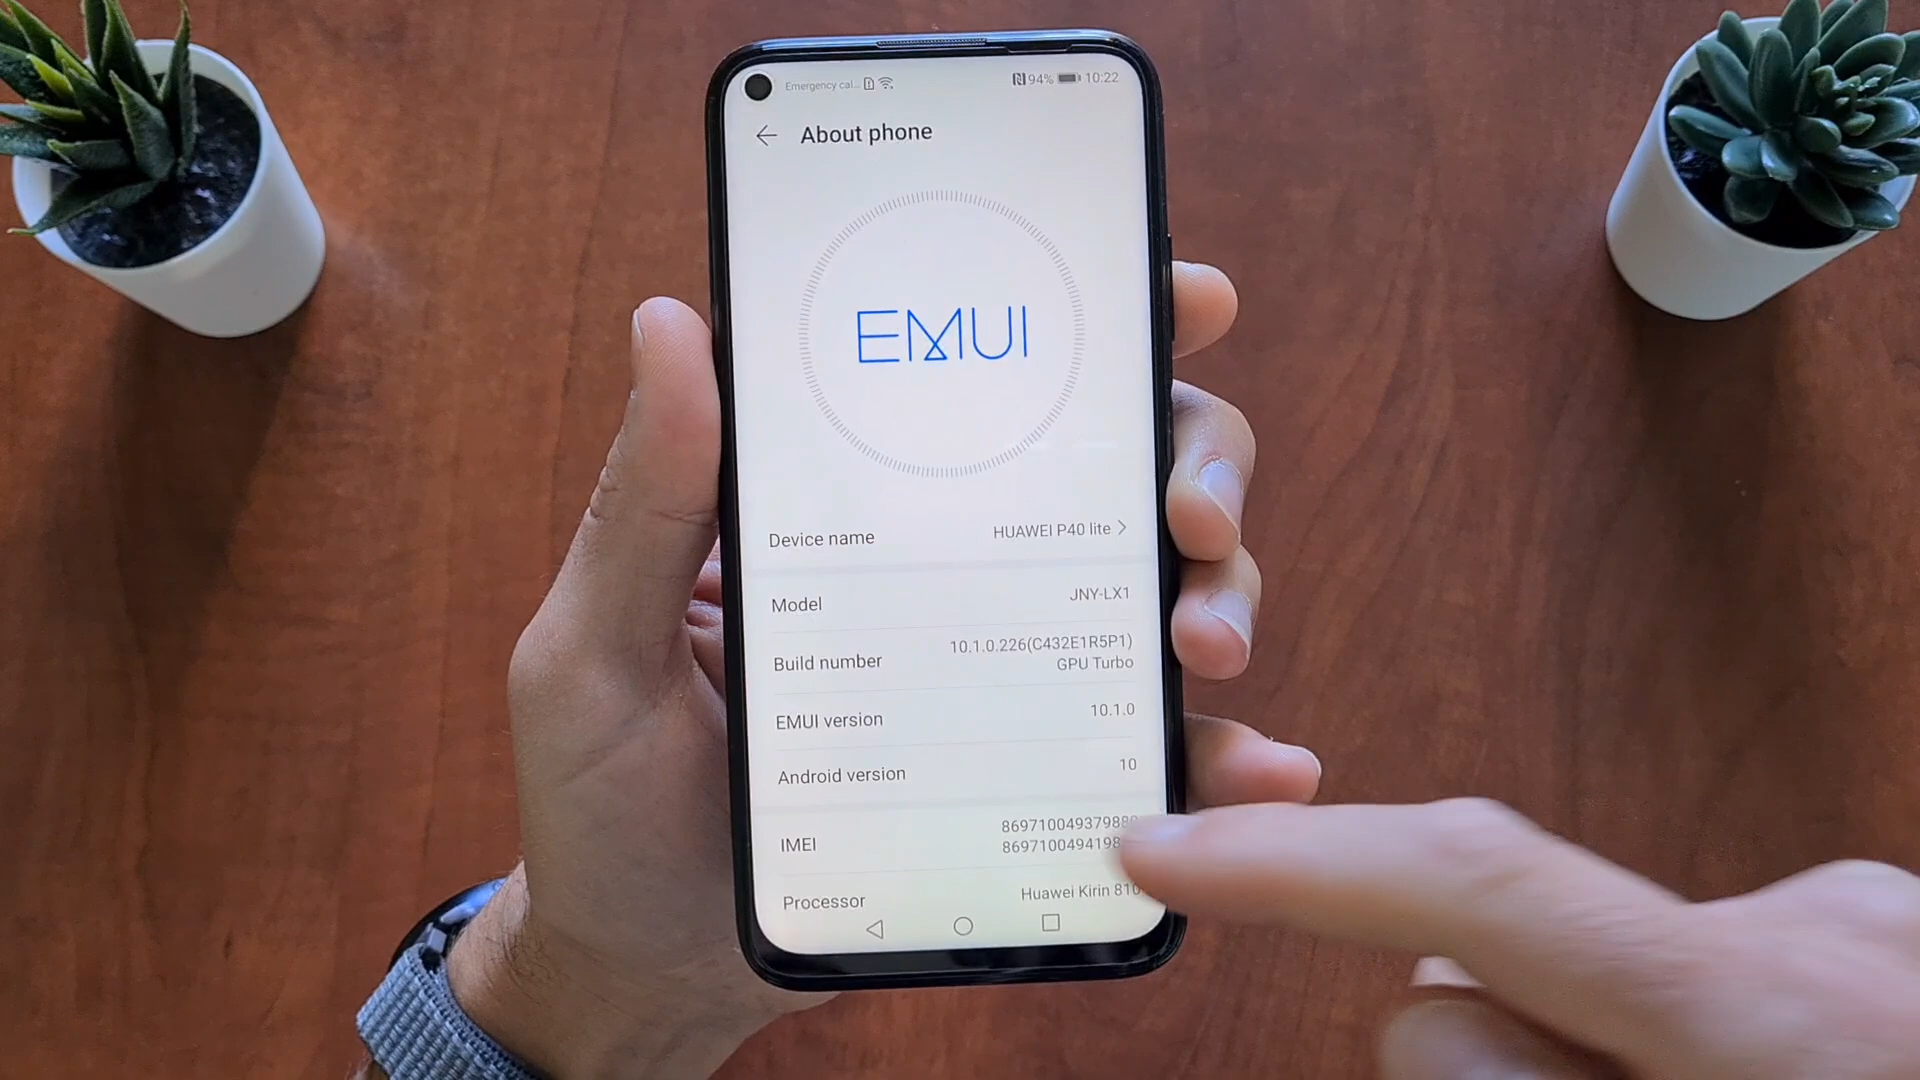 Emergency cal... 94% 10:22
About phone
EMUI
Device name HUAWEI P40 lite
Model JNY-LX1
Build number 10.1.0.226(C432E1R5P1)
GPU Turbo
EMUI version 10.1.0
Android version 10
IMEI
Processor Huawei Kirin 810